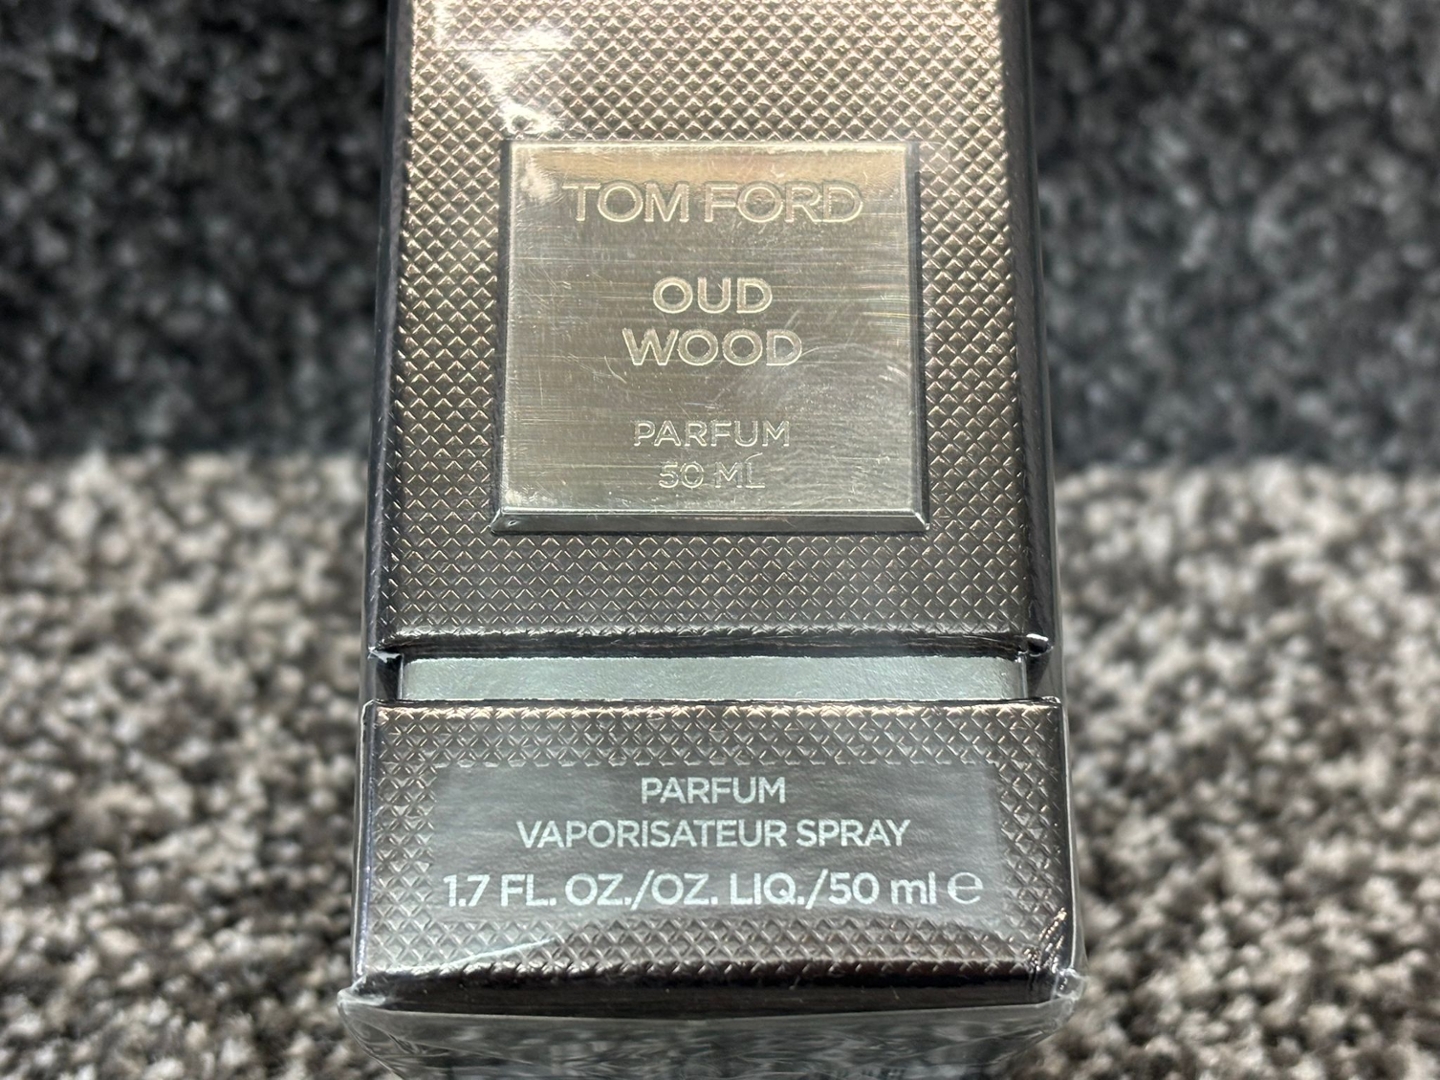 TOM FORD
OUD
WOOD
PARFUM
50 ML
PARFUM
VAPORISATEUR SPRAY
1.7 FL. OZ./OZ. LIQ./50 ml ℮